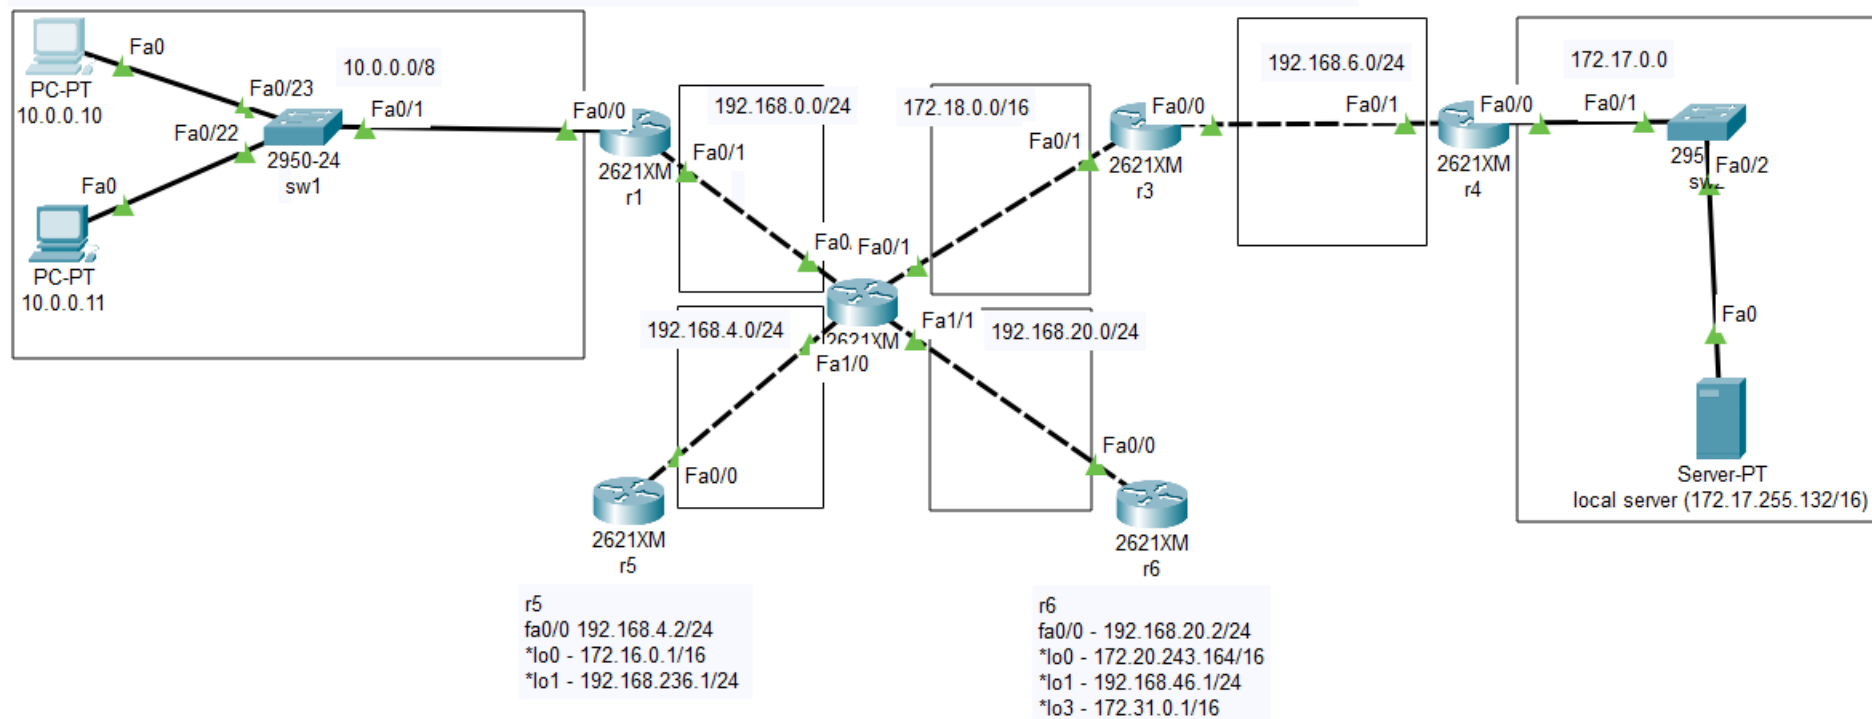 Fa0
PC-PT
10.0.0.10
Fa0/23
Fa0/22
10.0.0.0/8
Fa0/1
2950-24
sw1
Fa0
PC-PT
10.0.0.11
Fa0/0
2621XM
r1
192.168.0.0/24
Fa0/1
Fa0/
Fa0/1
172.18.0.0/16
Fa0/1
Fa0/0
2621XM
r3
192.168.6.0/24
Fa0/1
Fa0/0
2621XM
r4
172.17.0.0
Fa0/1
295
Fa0/2
Fa0
Server-PT
local server (172.17.255.132/16)
192.168.4.0/24
2621XM
Fa1/0
Fa1/1
192.168.20.0/24
Fa0/0
2621XM
r5
Fa0/0
2621XM
r6
r5
fa0/0 192.168.4.2/24
*lo0 - 172.16.0.1/16
*lo1 - 192.168.236.1/24
r6
fa0/0 - 192.168.20.2/24
*lo0 - 172.20.243.164/16
*lo1 - 192.168.46.1/24
*lo3 - 172.31.0.1/16